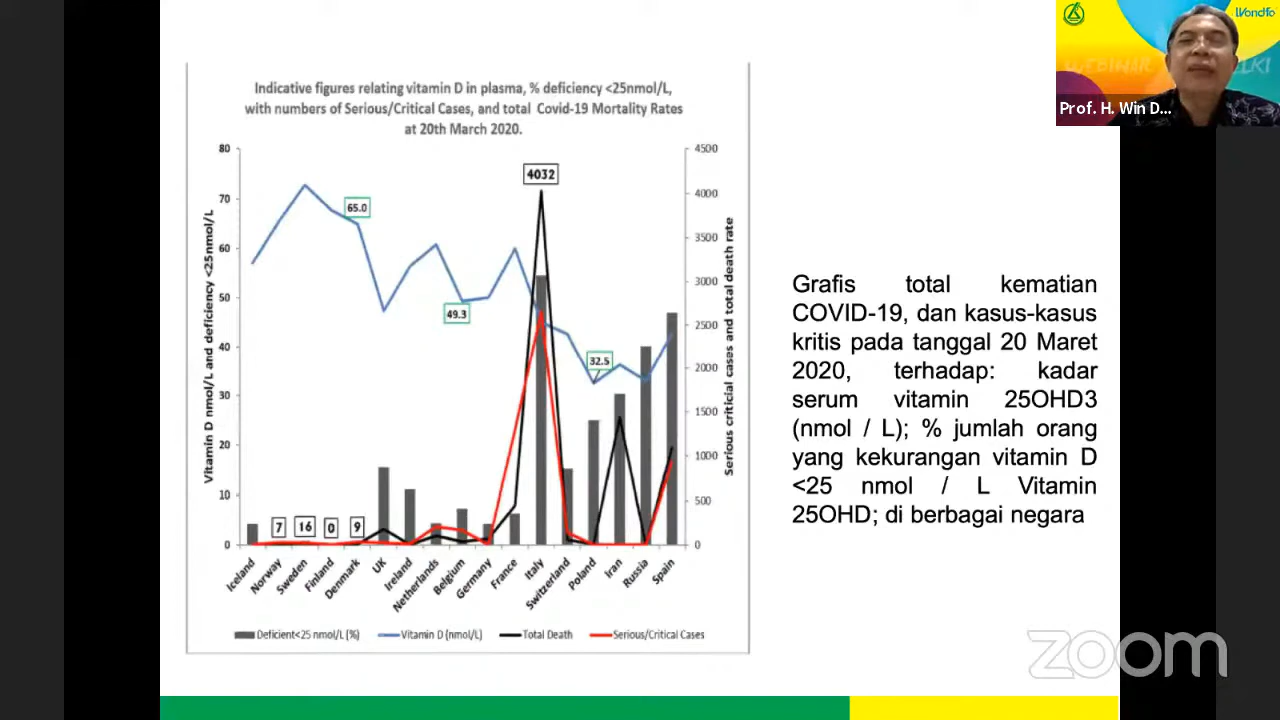 Wondfo
WEBINAR
ELKI
Prof. H. Win D...
Indicative figures relating vitamin D in plasma, % deficiency <25nmol/L,
with numbers of Serious/Critical Cases, and total Covid-19 Mortality Rates
at 20th March 2020.
80
70
60
50
40
30
20
10
0
Vitamin D nmol/L and deficiency <25nmol/L
4500
4000
3500
3000
2500
2000
1500
1000
500
0
Serious criticial cases and total death rate
4032
65.0
49.3
32.5
7
16
0
9
Iceland
Norway
Sweden
Finland
Denmark
UK
Ireland
Netherlands
Belgium
Germany
France
Italy
Switzerland
Poland
Iran
Russia
Spain
Deficient<25 nmol/L (%)
Vitamin D (nmol/L)
Total Death
Serious/Critical Cases
Grafis total kematian
COVID-19, dan kasus-kasus
kritis pada tanggal 20 Maret
2020, terhadap: kadar
serum vitamin 25OHD3
(nmol / L); % jumlah orang
yang kekurangan vitamin D
<25 nmol / L Vitamin
25OHD; di berbagai negara
zoom